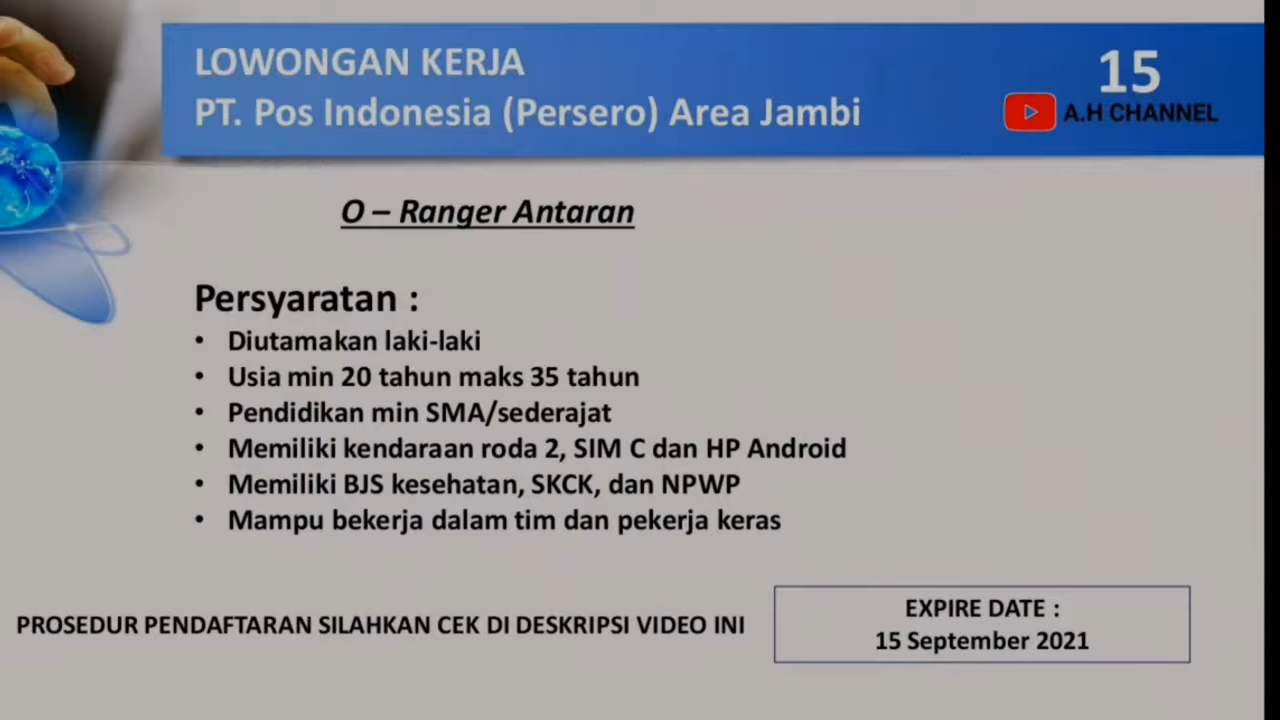 LOWONGAN KERJA
PT. Pos Indonesia (Persero) Area Jambi
15
A.H CHANNEL
O – Ranger Antaran
Persyaratan :
• Diutamakan laki-laki
• Usia min 20 tahun maks 35 tahun
• Pendidikan min SMA/sederajat
• Memiliki kendaraan roda 2, SIM C dan HP Android
• Memiliki BJS kesehatan, SKCK, dan NPWP
• Mampu bekerja dalam tim dan pekerja keras
PROSEDUR PENDAFTARAN SILAHKAN CEK DI DESKRIPSI VIDEO INI
EXPIRE DATE :
15 September 2021